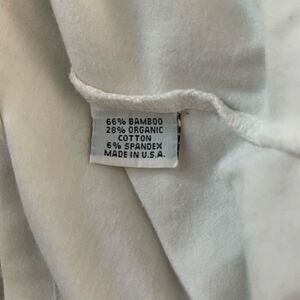 66% BAMBOO
28% ORGANIC
COTTON
6% SPANDEX
MADE IN U.S.A.